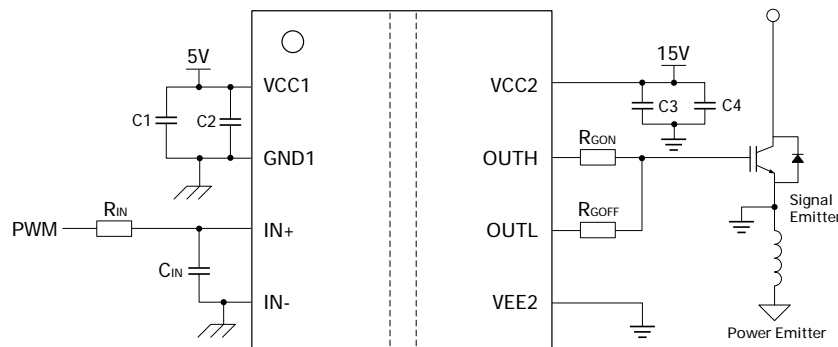 5V
VCC1
C1
C2
GND1
RIN
PWM
IN+
CIN
IN-
15V
VCC2
C3
C4
RGON
OUTH
RGOFF
OUTL
Signal
Emitter
VEE2
Power Emitter